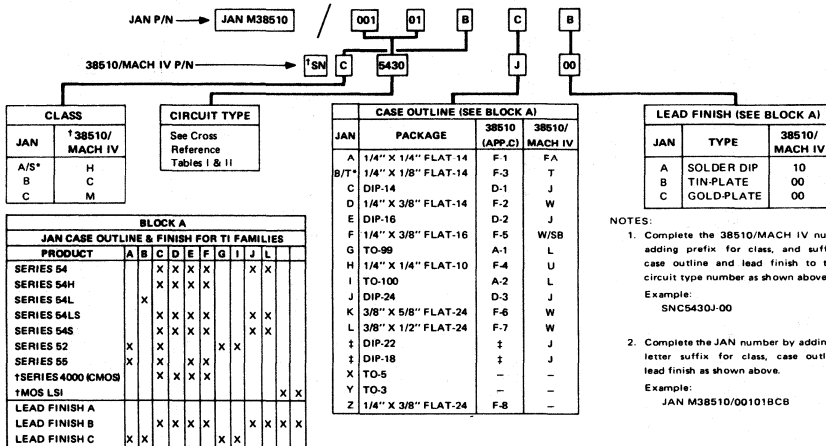 JAN P/N → JAN M38510 / 001 01 B C B
38510/MACH IV P/N → †SN C 5430 J 00
CLASS
JAN †38510/ MACH IV
A/S* H
B C
C M
CIRCUIT TYPE
See Cross
Reference
Tables I & II
CASE OUTLINE (SEE BLOCK A)
JAN PACKAGE 38510 (APP.C) 38510/ MACH IV
A 1/4" X 1/4" FLAT-14 F-1 FA
B/T* 1/4" X 1/8" FLAT-14 F-3 T
C DIP-14 D-1 J
D 1/4" X 3/8" FLAT-14 F-2 W
E DIP-16 D-2 J
F 1/4" X 3/8" FLAT-16 F-5 W/SB
G TO-99 A-1 L
H 1/4" X 1/4" FLAT-10 F-4 U
I TO-100 A-2 L
J DIP-24 D-3 J
K 3/8" X 5/8" FLAT-24 F-6 W
L 3/8" X 1/2" FLAT-24 F-7 W
‡ DIP-22 ‡ J
‡ DIP-18 ‡ J
X TO-5 – –
Y TO-3 – –
Z 1/4" X 3/8" FLAT-24 F-8 –
LEAD FINISH (SEE BLOCK A)
JAN TYPE 38510/ MACH IV
A SOLDER DIP 10
B TIN-PLATE 00
C GOLD-PLATE 00
BLOCK A
JAN CASE OUTLINE & FINISH FOR TI FAMILIES
PRODUCT A B C D E F G I J L
SERIES 54 X X X X X X
SERIES 54H X X X X
SERIES 54L X
SERIES 54LS X X X X X X
SERIES 54S X X X X X X
SERIES 52 X X X X
SERIES 55 X X X X
†SERIES 4000 (CMOS) X X X X
†MOS LSI X X
LEAD FINISH A
LEAD FINISH B X X X X X X X X
LEAD FINISH C X X X X
NOTES:
1. Complete the 38510/MACH IV nu
adding prefix for class, and suff
case outline and lead finish to t
circuit type number as shown above
Example:
SNC5430J-00
2. Complete the JAN number by addin
letter suffix for class, case outl
lead finish as shown above.
Example:
JAN M38510/00101BCB